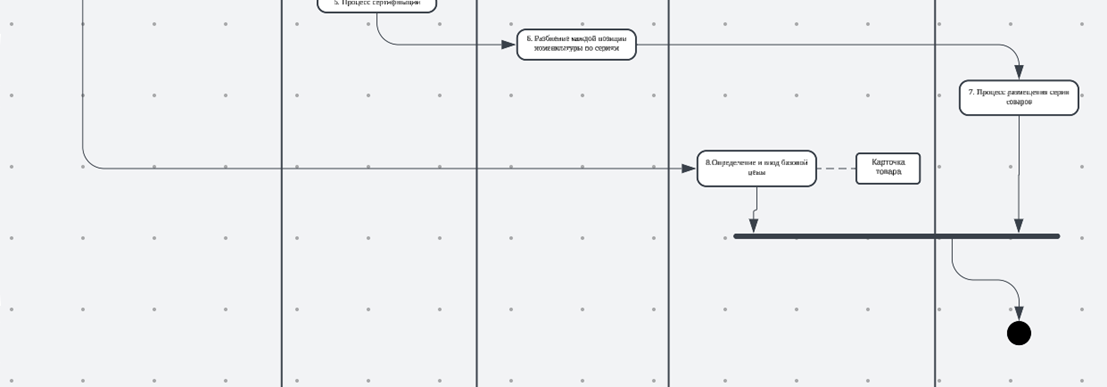 5. Процесс сертификации
6. Разбиение каждой позиции
номенклатуры по сериям
7. Процесс размещения серии
товаров
8.Определение и ввод базовой
цены
Карточка
товара